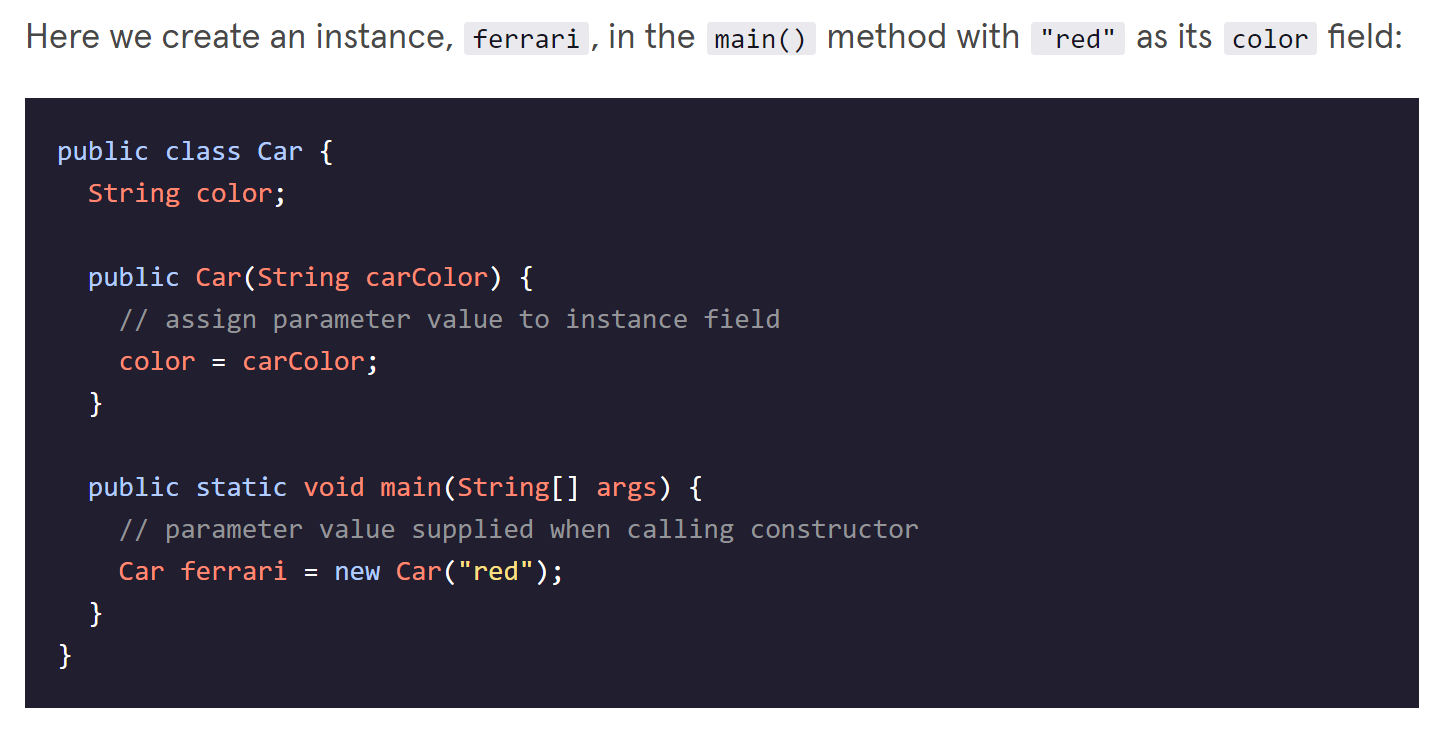 Here we create an instance, ferrari, in the main() method with "red" as its color field:
public class Car {
  String color;

  public Car(String carColor) {
    // assign parameter value to instance field
    color = carColor;
  }

  public static void main(String[] args) {
    // parameter value supplied when calling constructor
    Car ferrari = new Car("red");
  }
}